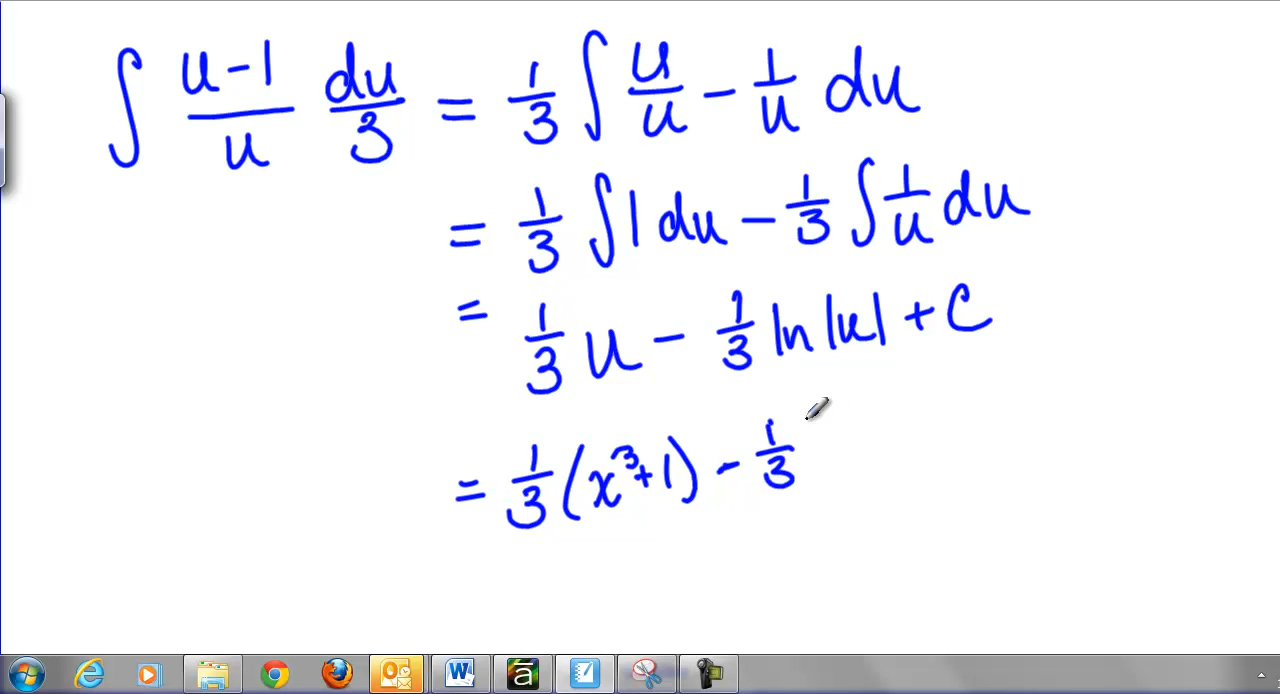 ∫ (u-1)/u du/3 = 1/3 ∫ u/u - 1/u du
= 1/3 ∫ 1 du - 1/3 ∫ 1/u du
= 1/3 u - 1/3 ln|u| + C
= 1/3 (x³+1) - 1/3